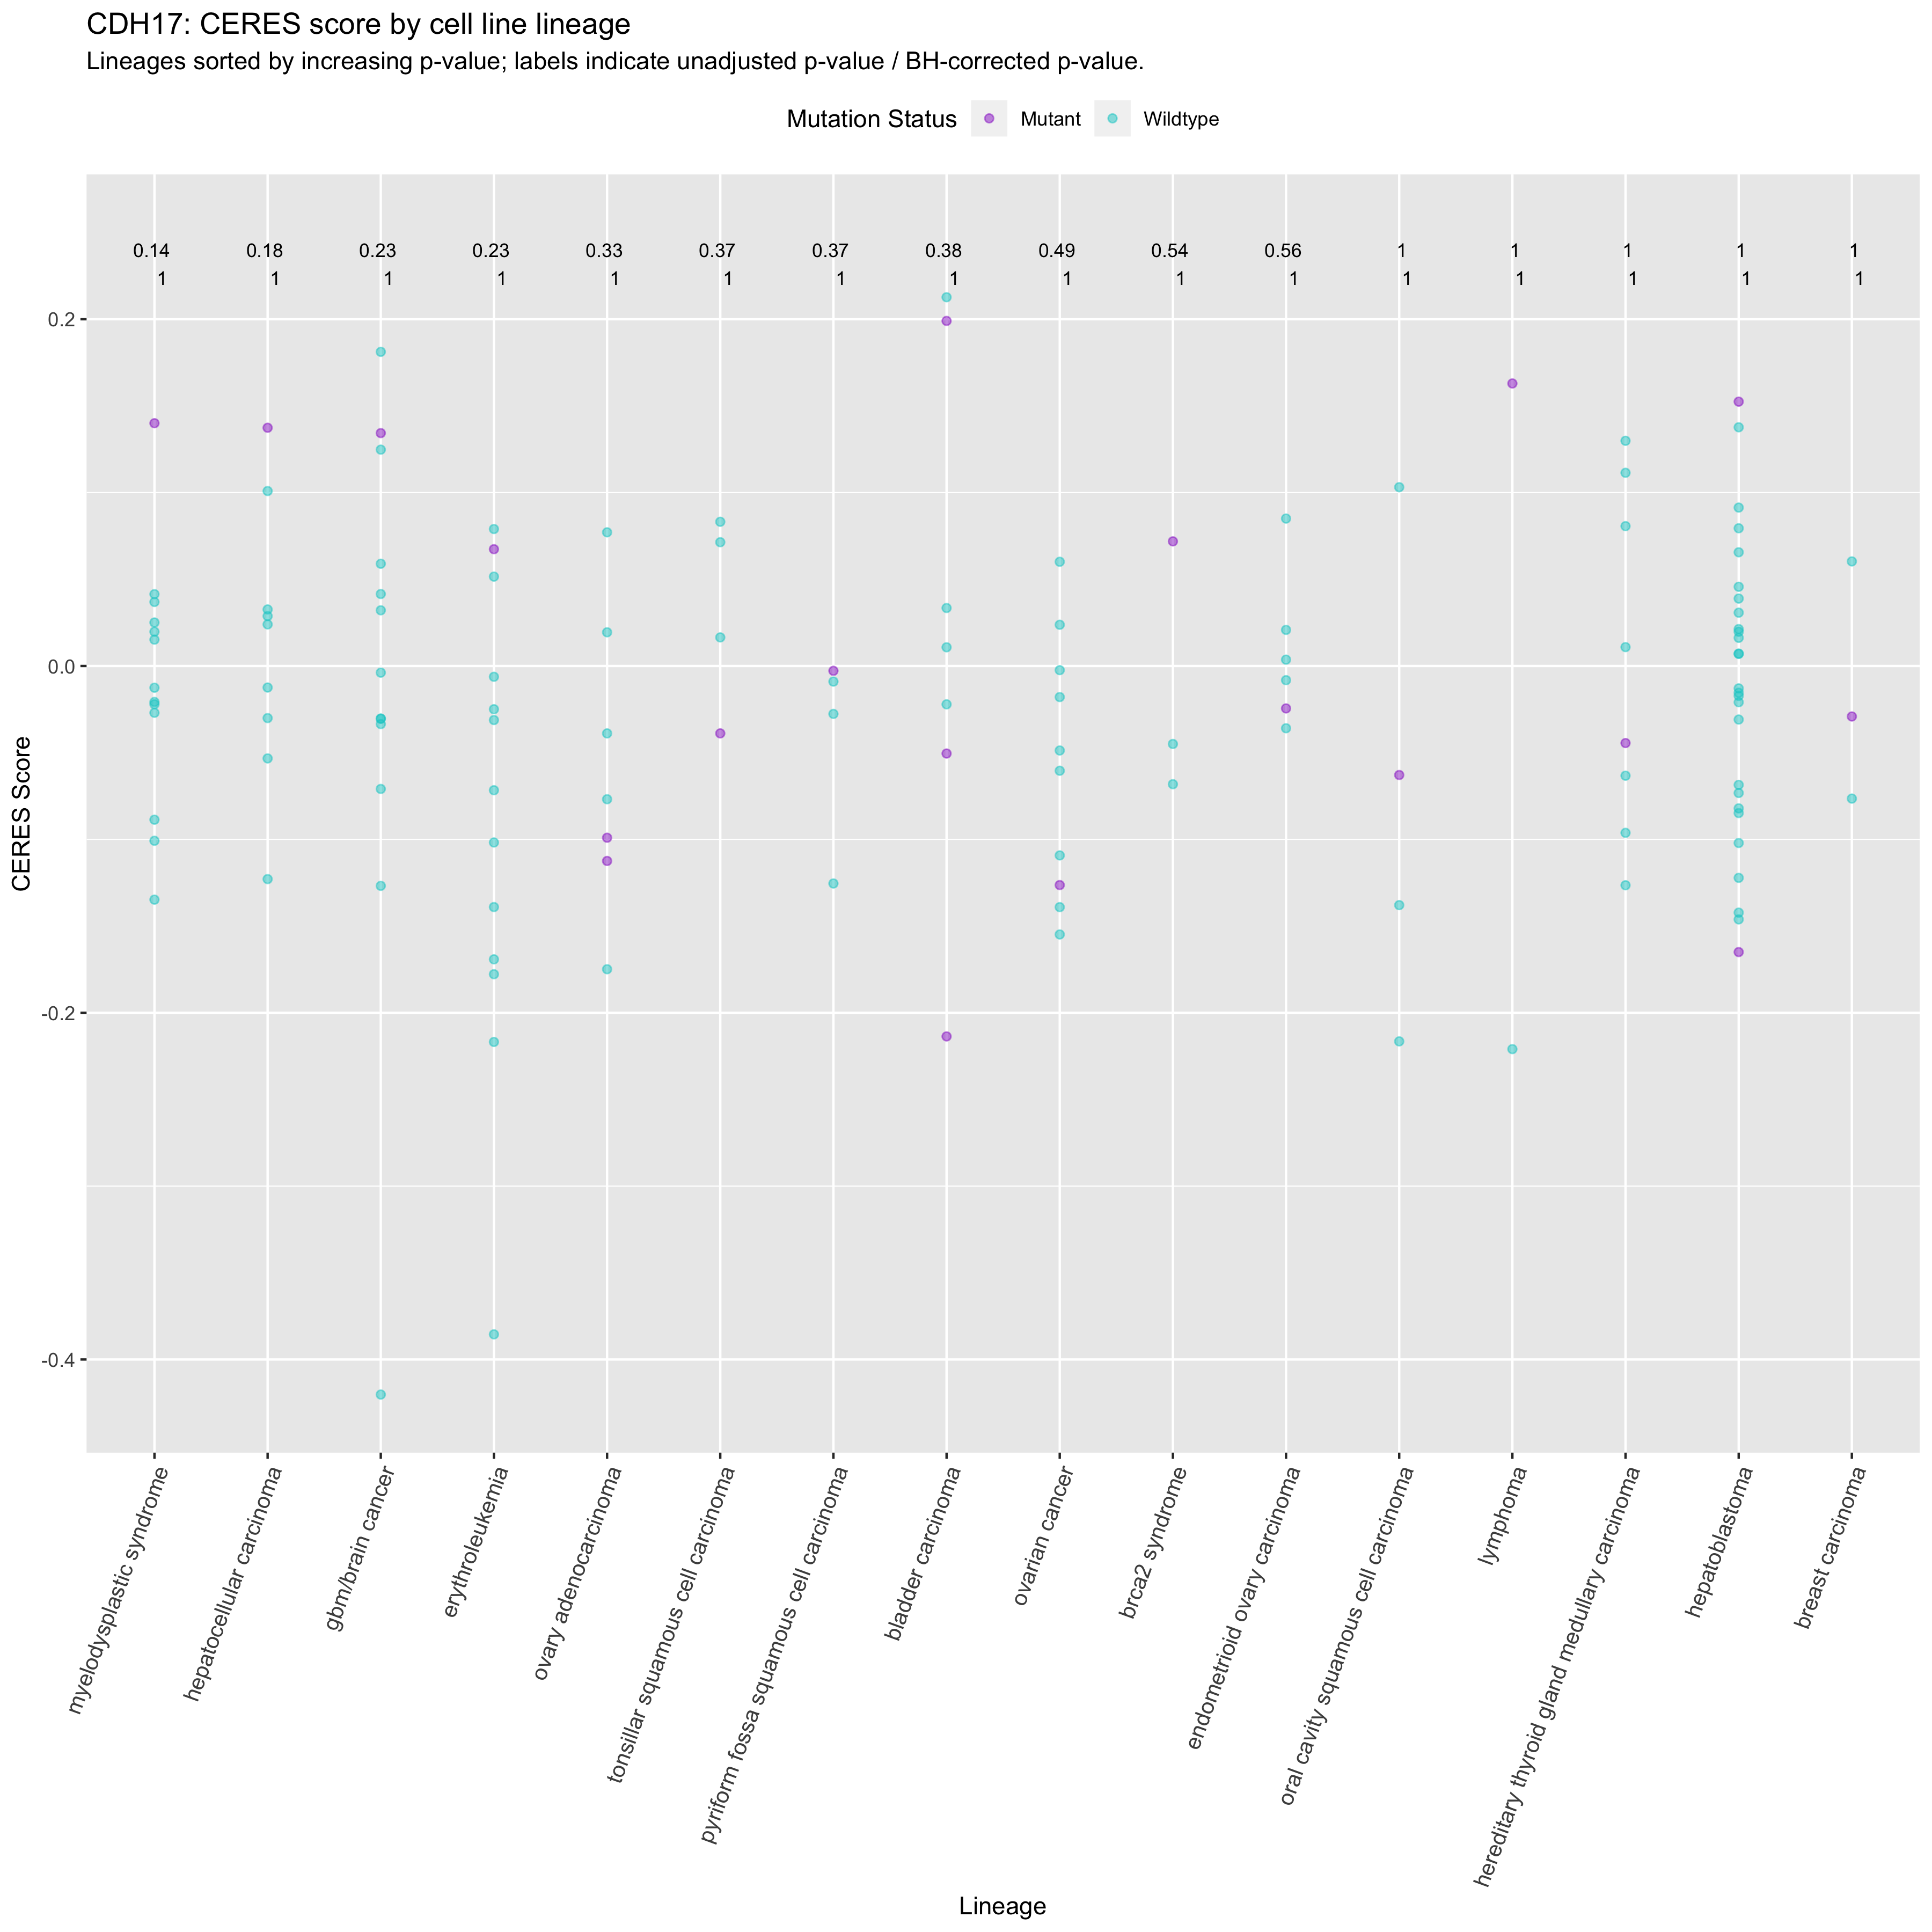 CDH17: CERES score by cell line lineage
Lineages sorted by increasing p-value; labels indicate unadjusted p-value / BH-corrected p-value.
Mutation Status Mutant Wildtype
0.14 0.18 0.23 0.23 0.33 0.37 0.37 0.38 0.49 0.54 0.56 1 1 1 1 1
1 1 1 1 1 1 1 1 1 1 1 1 1 1 1 1
0.2
0.0
-0.2
-0.4
CERES Score
myelodysplastic syndrome
hepatocellular carcinoma
gbm/brain cancer
erythroleukemia
ovary adenocarcinoma
tonsillar squamous cell carcinoma
pyriform fossa squamous cell carcinoma
bladder carcinoma
ovarian cancer
brca2 syndrome
endometrioid ovary carcinoma
oral cavity squamous cell carcinoma
lymphoma
hereditary thyroid gland medullary carcinoma
hepatoblastoma
breast carcinoma
Lineage